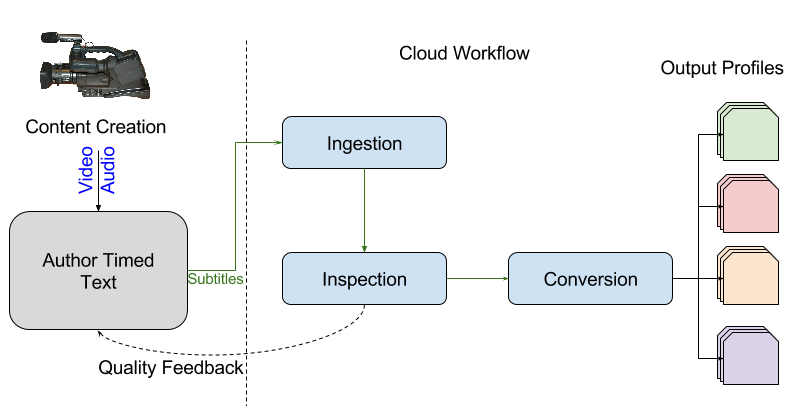 Cloud Workflow
Output Profiles
Content Creation
Video
Audio
Ingestion
Author Timed
Text
Subtitles
Inspection
Conversion
Quality Feedback